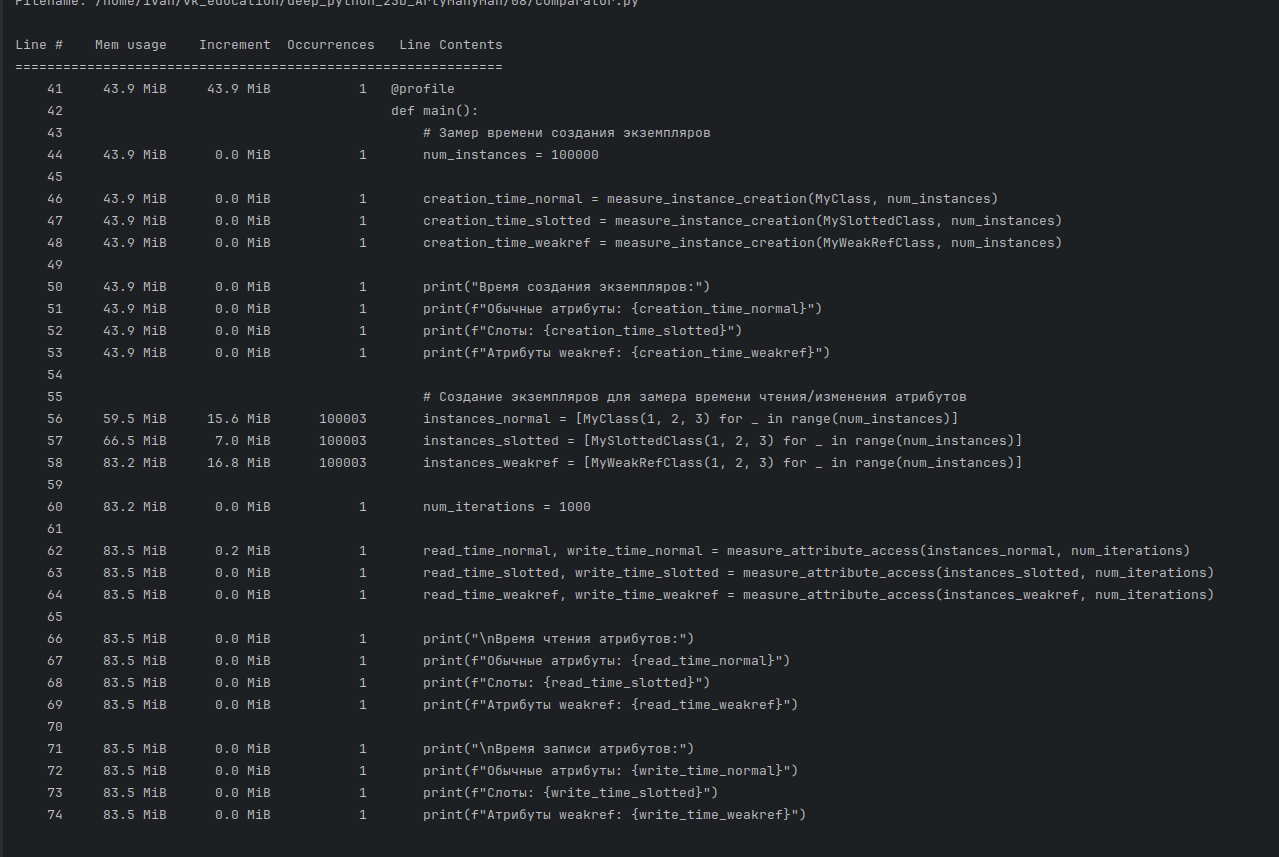 Filename: /home/ivan/vk_education/deep_python_23b_ArtyManyMan/08/comparator.py
Line #    Mem usage    Increment  Occurrences   Line Contents
=============================================================
    41     43.9 MiB     43.9 MiB           1   @profile
    42                                         def main():
    43                                             # Замер времени создания экземпляров
    44     43.9 MiB      0.0 MiB           1       num_instances = 100000
    45
    46     43.9 MiB      0.0 MiB           1       creation_time_normal = measure_instance_creation(MyClass, num_instances)
    47     43.9 MiB      0.0 MiB           1       creation_time_slotted = measure_instance_creation(MySlottedClass, num_instances)
    48     43.9 MiB      0.0 MiB           1       creation_time_weakref = measure_instance_creation(MyWeakRefClass, num_instances)
    49
    50     43.9 MiB      0.0 MiB           1       print("Время создания экземпляров:")
    51     43.9 MiB      0.0 MiB           1       print(f"Обычные атрибуты: {creation_time_normal}")
    52     43.9 MiB      0.0 MiB           1       print(f"Слоты: {creation_time_slotted}")
    53     43.9 MiB      0.0 MiB           1       print(f"Атрибуты weakref: {creation_time_weakref}")
    54
    55                                             # Создание экземпляров для замера времени чтения/изменения атрибутов
    56     59.5 MiB     15.6 MiB      100003       instances_normal = [MyClass(1, 2, 3) for _ in range(num_instances)]
    57     66.5 MiB      7.0 MiB      100003       instances_slotted = [MySlottedClass(1, 2, 3) for _ in range(num_instances)]
    58     83.2 MiB     16.8 MiB      100003       instances_weakref = [MyWeakRefClass(1, 2, 3) for _ in range(num_instances)]
    59
    60     83.2 MiB      0.0 MiB           1       num_iterations = 1000
    61
    62     83.5 MiB      0.2 MiB           1       read_time_normal, write_time_normal = measure_attribute_access(instances_normal, num_iterations)
    63     83.5 MiB      0.0 MiB           1       read_time_slotted, write_time_slotted = measure_attribute_access(instances_slotted, num_iterations)
    64     83.5 MiB      0.0 MiB           1       read_time_weakref, write_time_weakref = measure_attribute_access(instances_weakref, num_iterations)
    65
    66     83.5 MiB      0.0 MiB           1       print("\nВремя чтения атрибутов:")
    67     83.5 MiB      0.0 MiB           1       print(f"Обычные атрибуты: {read_time_normal}")
    68     83.5 MiB      0.0 MiB           1       print(f"Слоты: {read_time_slotted}")
    69     83.5 MiB      0.0 MiB           1       print(f"Атрибуты weakref: {read_time_weakref}")
    70
    71     83.5 MiB      0.0 MiB           1       print("\nВремя записи атрибутов:")
    72     83.5 MiB      0.0 MiB           1       print(f"Обычные атрибуты: {write_time_normal}")
    73     83.5 MiB      0.0 MiB           1       print(f"Слоты: {write_time_slotted}")
    74     83.5 MiB      0.0 MiB           1       print(f"Атрибуты weakref: {write_time_weakref}")